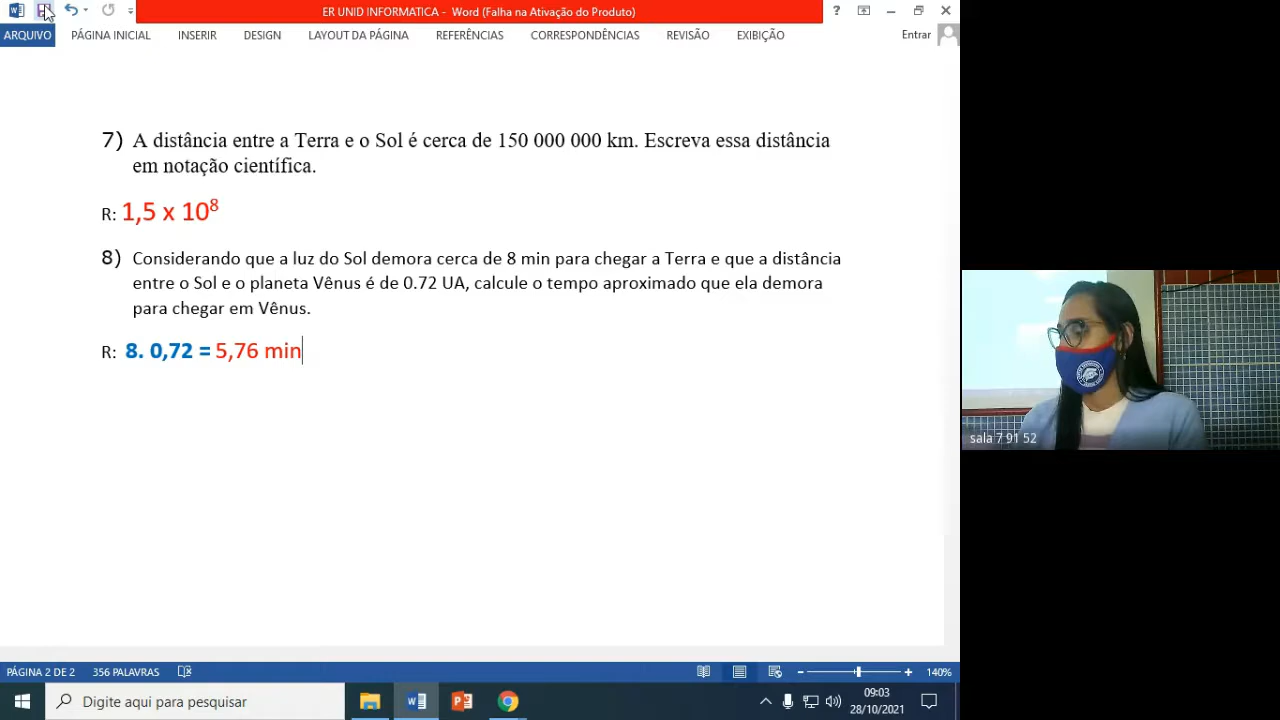 ER UNID INFORMATICA - Word (Falha na Ativação do Produto)
?
ARQUIVO PÁGINA INICIAL INSERIR DESIGN LAYOUT DA PÁGINA REFERÊNCIAS CORRESPONDÊNCIAS REVISÃO EXIBIÇÃO Entrar
7) A distância entre a Terra e o Sol é cerca de 150 000 000 km. Escreva essa distância
em notação científica.
R: 1,5 x 10⁸
8) Considerando que a luz do Sol demora cerca de 8 min para chegar a Terra e que a distância
entre o Sol e o planeta Vênus é de 0.72 UA, calcule o tempo aproximado que ela demora
para chegar em Vênus.
R: 8. 0,72 = 5,76 min
sala 7 91 52
PÁGINA 2 DE 2 356 PALAVRAS 140%
Digite aqui para pesquisar
09:03
28/10/2021